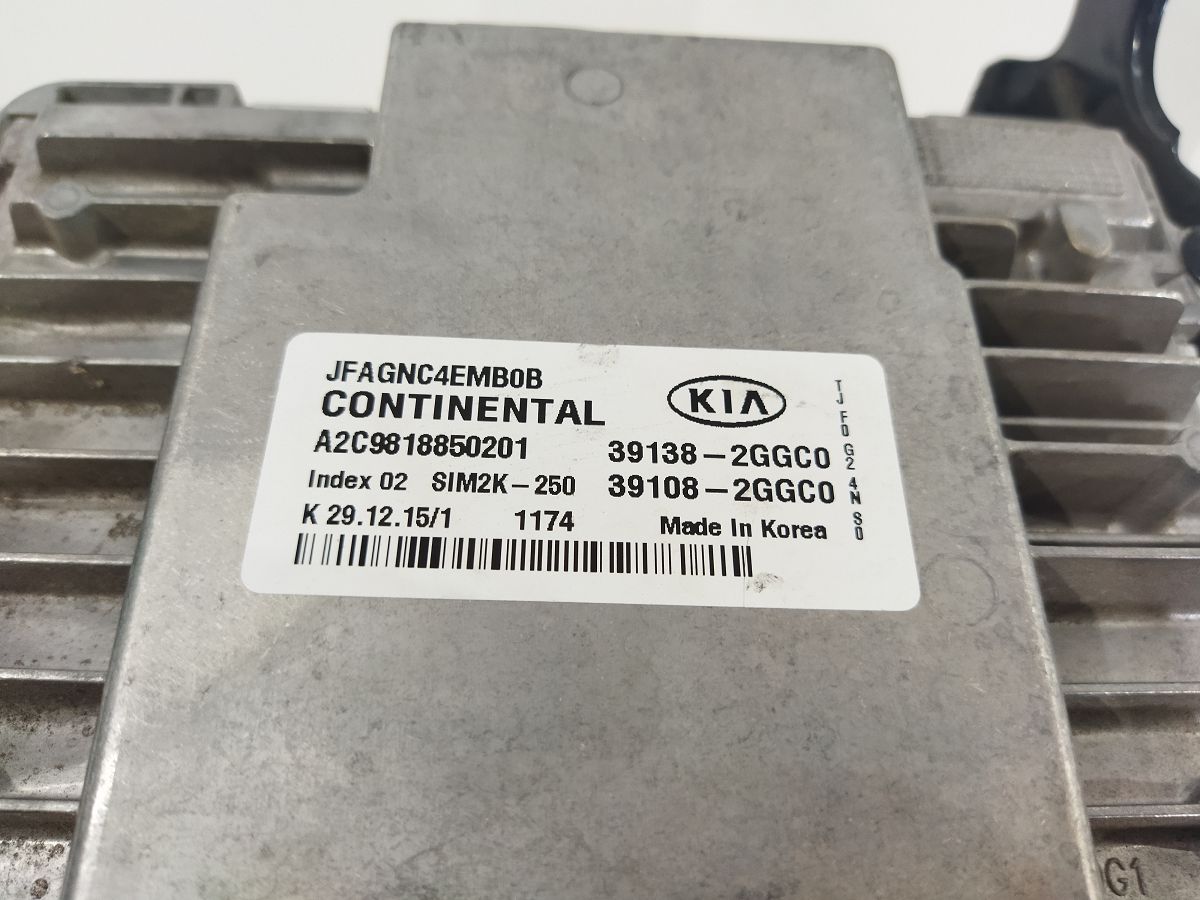 JFAGNC4EMB0B
CONTINENTAL
KIA
A2C9818850201 39138-2GGC0
Index 02 SIM2K-250 39108-2GGC0
K 29.12.15/1 1174 Made In Korea
TJ F0 G2 4N S0
G1